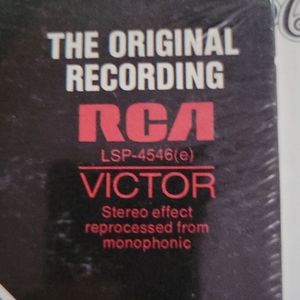 THE ORIGINAL
RECORDING
RCA
LSP-4546(e)
VICTOR
Stereo effect
reprocessed from
monophonic